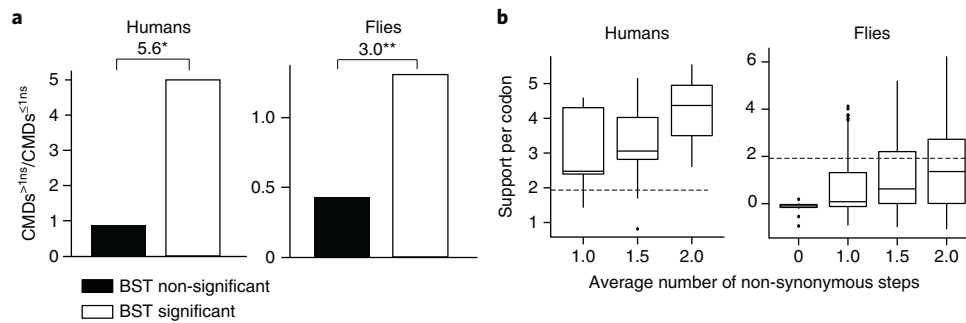 a
Humans
5.6*
Flies
3.0**
CMDs>1ns/CMDs≤1ns
5
4
3
2
1
0
1.0
0.5
0
BST non-significant
BST significant
b
Humans
Flies
Support per codon
5
4
3
2
1
6
4
2
0
1.0 1.5 2.0
0 1.0 1.5 2.0
Average number of non-synonymous steps